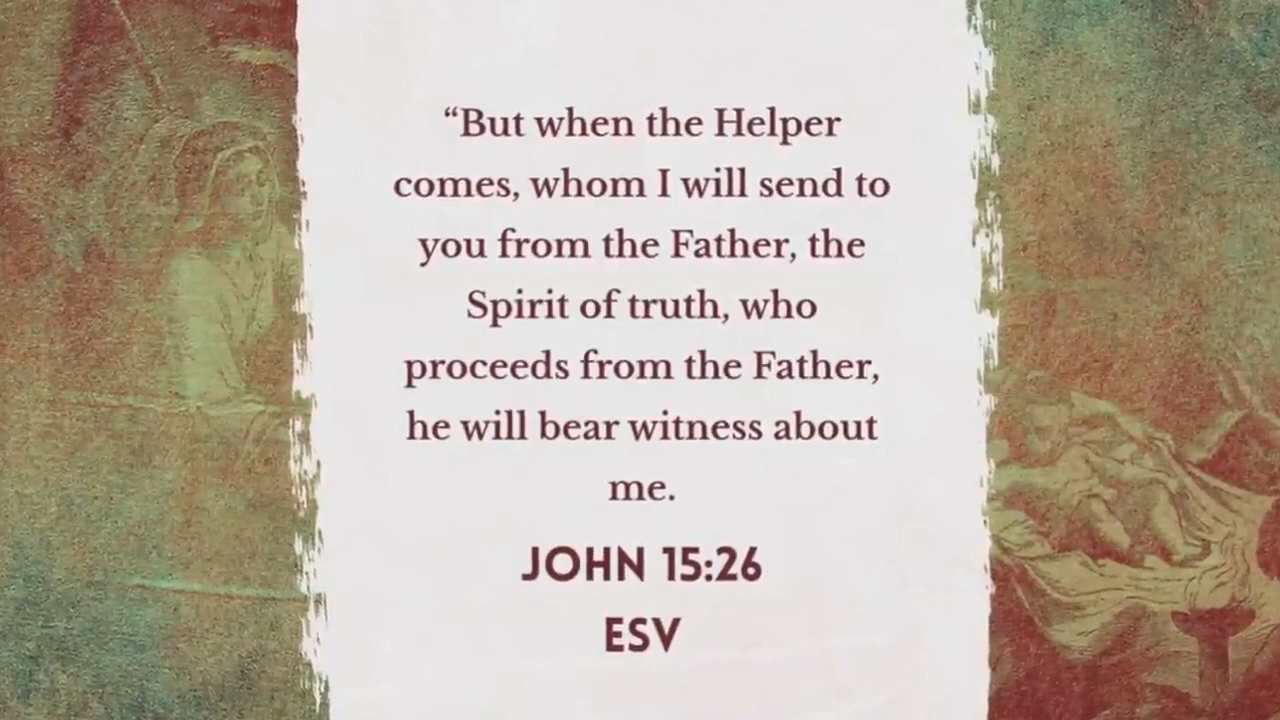 “But when the Helper
comes, whom I will send to
you from the Father, the
Spirit of truth, who
proceeds from the Father,
he will bear witness about
me.
JOHN 15:26
ESV